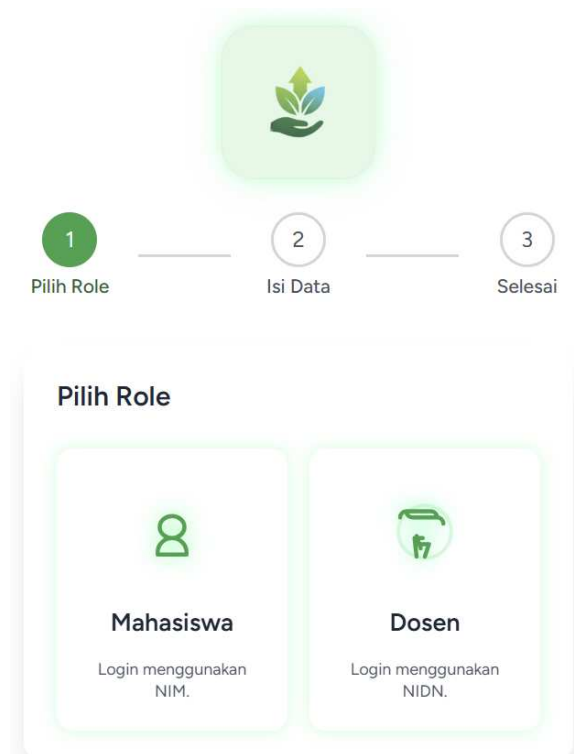 1
2
3
Pilih Role
Isi Data
Selesai
Pilih Role
Mahasiswa
Login menggunakan
NIM.
Dosen
Login menggunakan
NIDN.